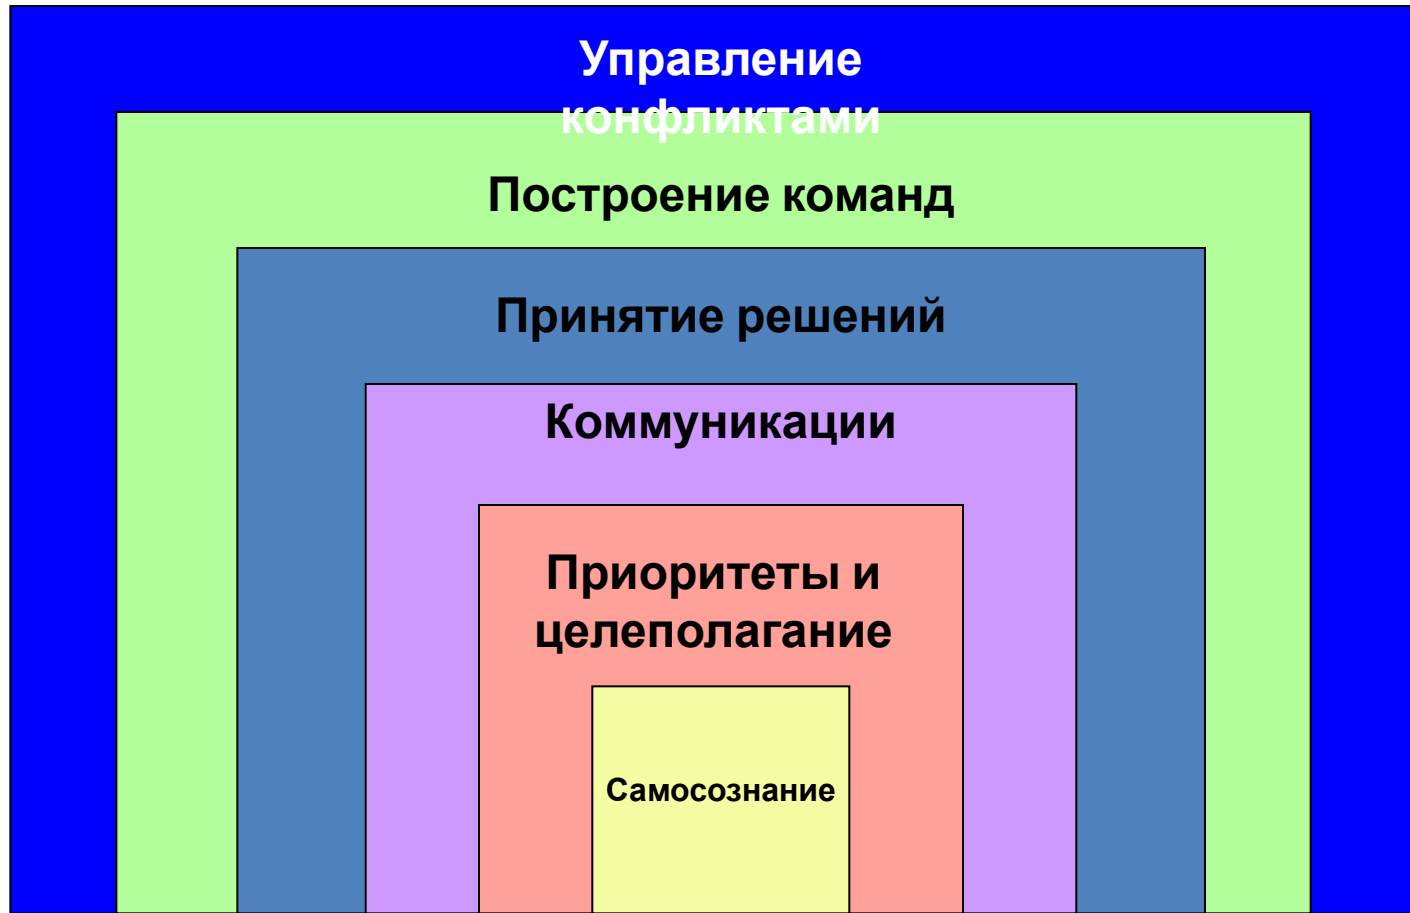 Управление
конфликтами
Построение команд
Принятие решений
Коммуникации
Приоритеты и
целеполагание
Самосознание